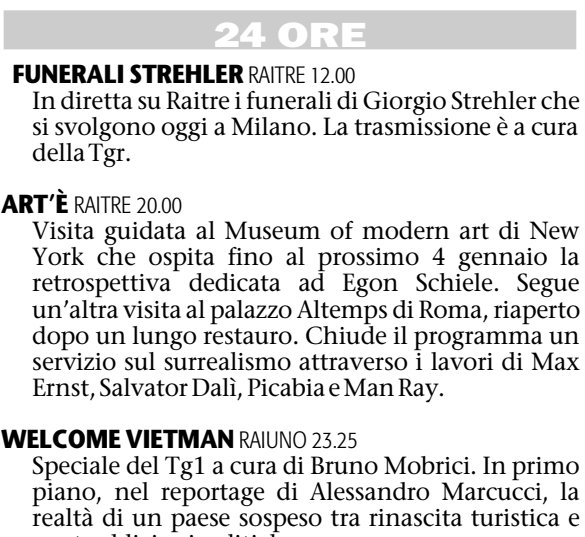 24 ORE
FUNERALI STREHLER RAITRE 12.00
In diretta su Raitre i funerali di Giorgio Strehler che
si svolgono oggi a Milano. La trasmissione è a cura
della Tgr.
ART'È RAITRE 20.00
Visita guidata al Museum of modern art di New
York che ospita fino al prossimo 4 gennaio la
retrospettiva dedicata ad Egon Schiele. Segue
un'altra visita al palazzo Altemps di Roma, riaperto
dopo un lungo restauro. Chiude il programma un
servizio sul surrealismo attraverso i lavori di Max
Ernst, Salvator Dalì, Picabia e Man Ray.
WELCOME VIETMAN RAIUNO 23.25
Speciale del Tg1 a cura di Bruno Mobrici. In primo
piano, nel reportage di Alessandro Marcucci, la
realtà di un paese sospeso tra rinascita turistica e